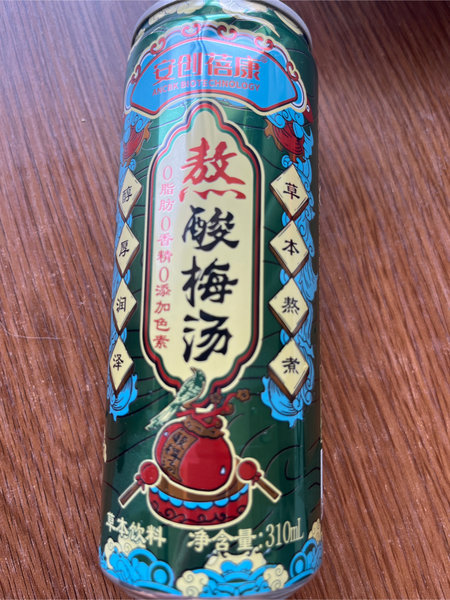 安创蓓康
熬酸梅汤
0脂肪0香精0添加色素
醇厚润泽
草本熬煮
草本饮料
净含量:310mL